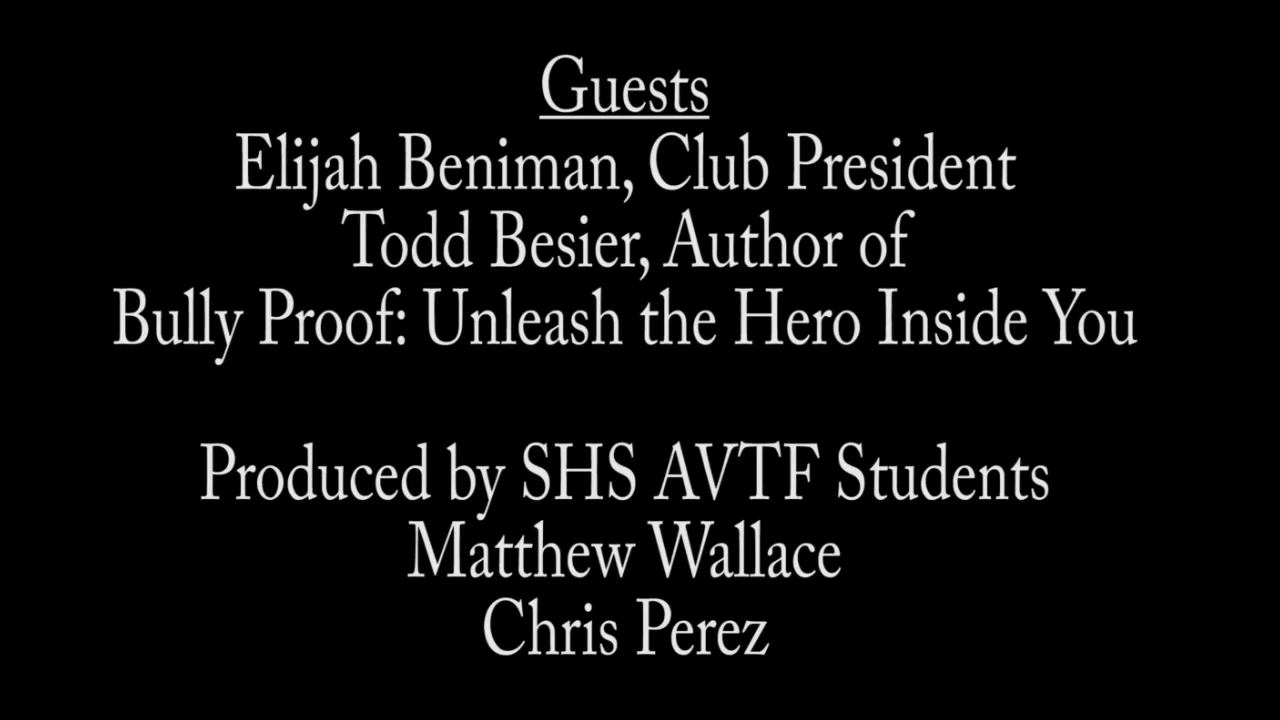 Guests
Elijah Beniman, Club President
Todd Besier, Author of
Bully Proof: Unleash the Hero Inside You
Produced by SHS AVTF Students
Matthew Wallace
Chris Perez